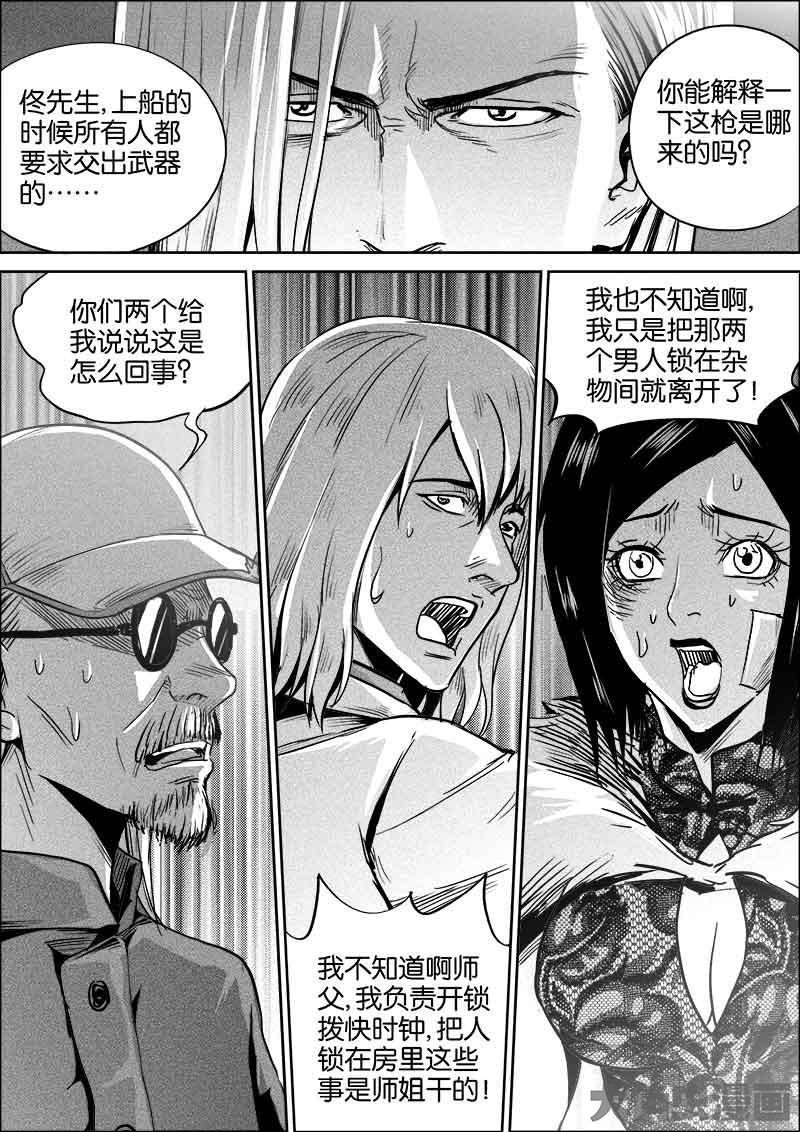 佟先生,上船的
时候所有人都
要求交出武器
的……
你能解释一
下这枪是哪
来的吗?
你们两个给
我说说这是
怎么回事?
我不知道啊师
父,我负责开锁
拨快时钟,把人
锁在房里这些
事是师姐干的!
我也不知道啊,
我只是把那两
个男人锁在杂
物间就离开了!